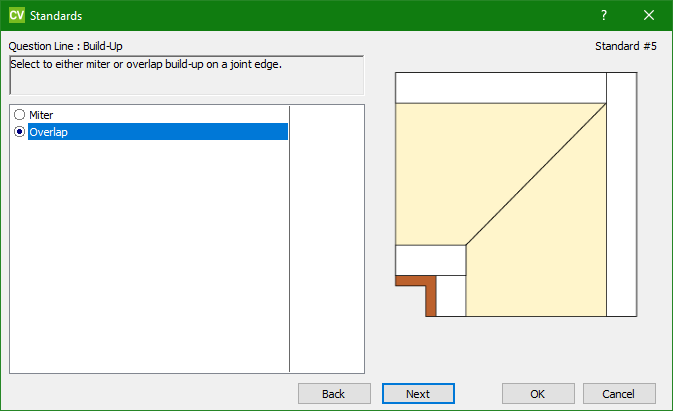 CV Standards ?
Question Line : Build-Up Standard #5
Select to either miter or overlap build-up on a joint edge.
Miter
Overlap
Back Next OK Cancel